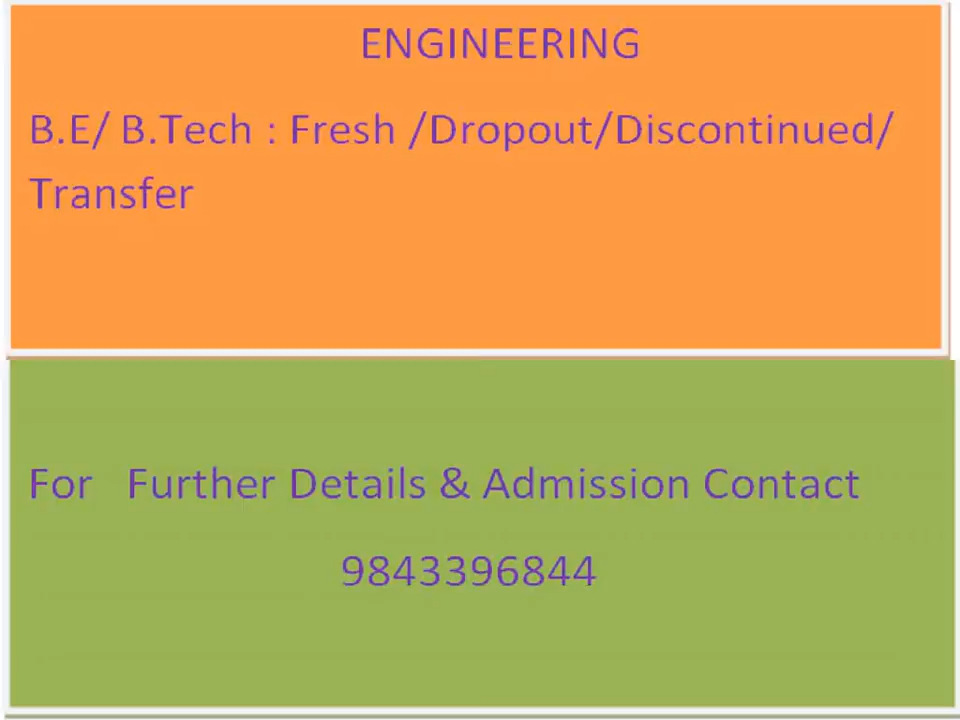 ENGINEERING
B.E/ B.Tech : Fresh /Dropout/Discontinued/
Transfer
For Further Details & Admission Contact
9843396844